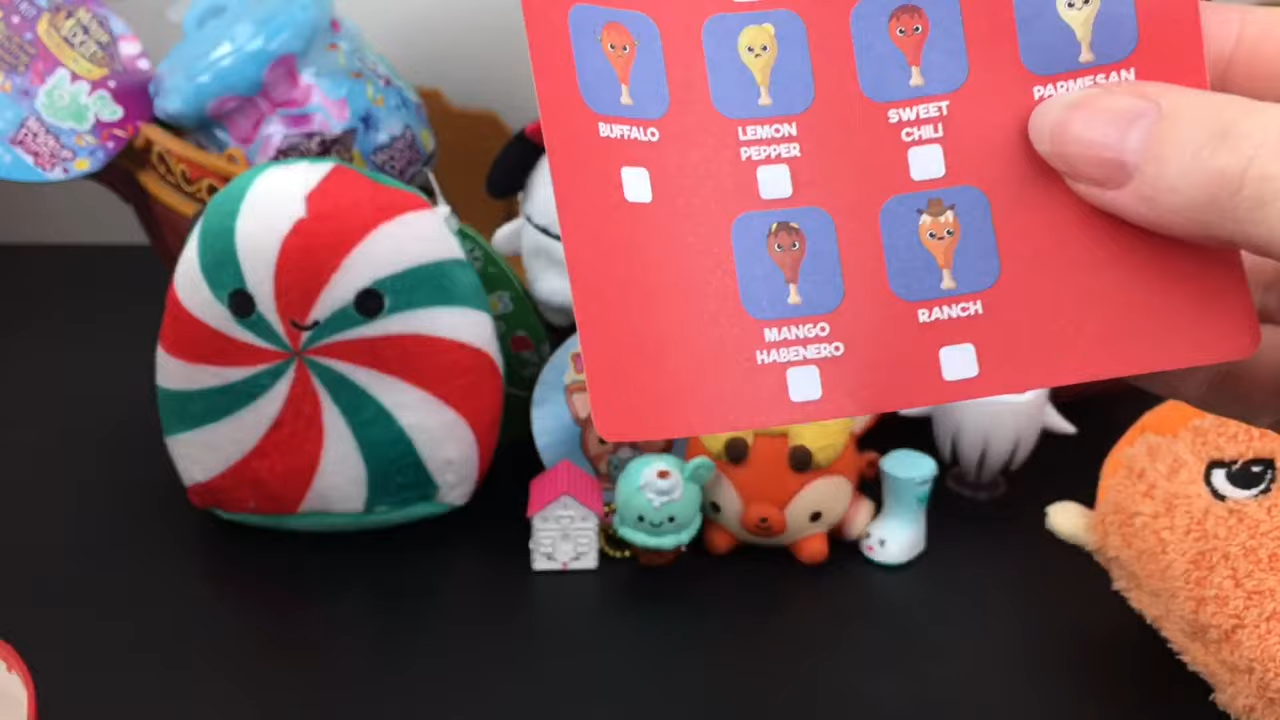 BUFFALO
LEMON
PEPPER
SWEET
CHILI
PARMESAN
MANGO
HABENERO
RANCH